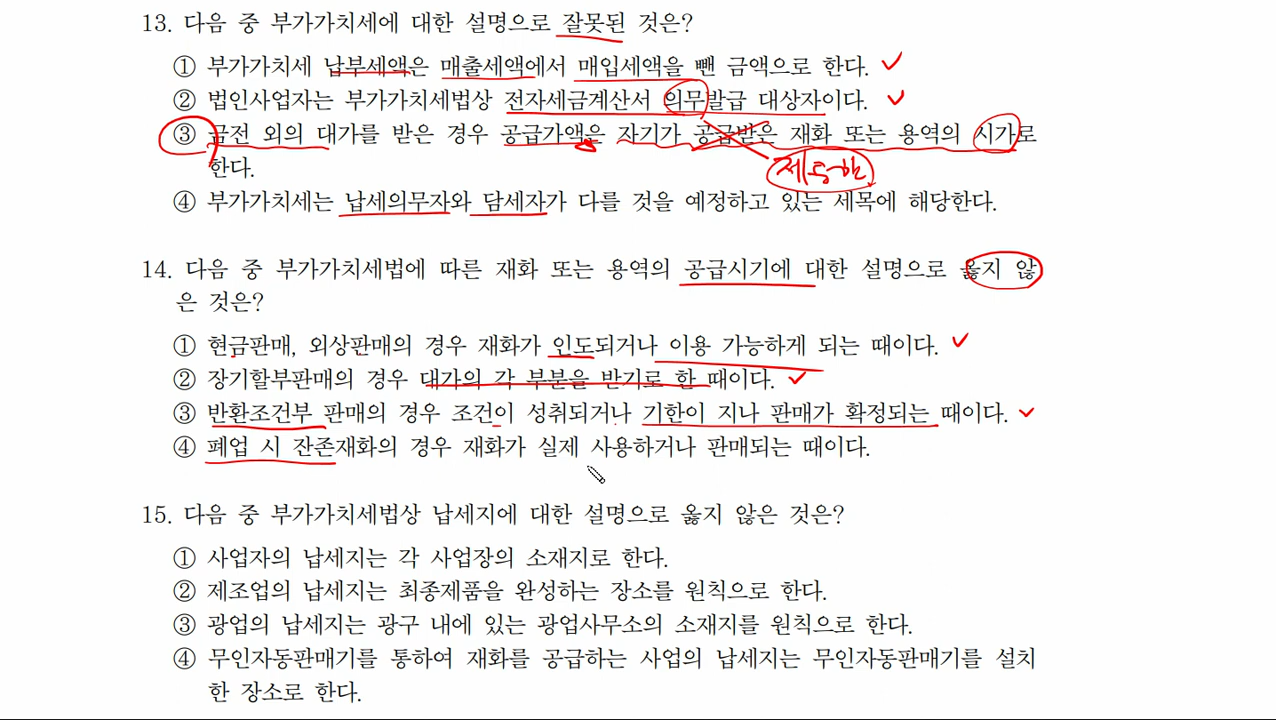 13. 다음 중 부가가치세에 대한 설명으로 잘못된 것은?
① 부가가치세 납부세액은 매출세액에서 매입세액을 뺀 금액으로 한다.
② 법인사업자는 부가가치세법상 전자세금계산서 의무발급 대상자이다.
③ 금전 외의 대가를 받은 경우 공급가액은 자기가 공급받은 재화 또는 용역의 시가로
한다.
제공한
④ 부가가치세는 납세의무자와 담세자가 다를 것을 예정하고 있는 세목에 해당한다.
14. 다음 중 부가가치세법에 따른 재화 또는 용역의 공급시기에 대한 설명으로 옳지 않
은 것은?
① 현금판매, 외상판매의 경우 재화가 인도되거나 이용 가능하게 되는 때이다.
② 장기할부판매의 경우 대가의 각 부분을 받기로 한 때이다.
③ 반환조건부 판매의 경우 조건이 성취되거나 기한이 지나 판매가 확정되는 때이다.
④ 폐업 시 잔존재화의 경우 재화가 실제 사용하거나 판매되는 때이다.
15. 다음 중 부가가치세법상 납세지에 대한 설명으로 옳지 않은 것은?
① 사업자의 납세지는 각 사업장의 소재지로 한다.
② 제조업의 납세지는 최종제품을 완성하는 장소를 원칙으로 한다.
③ 광업의 납세지는 광구 내에 있는 광업사무소의 소재지를 원칙으로 한다.
④ 무인자동판매기를 통하여 재화를 공급하는 사업의 납세지는 무인자동판매기를 설치
한 장소로 한다.